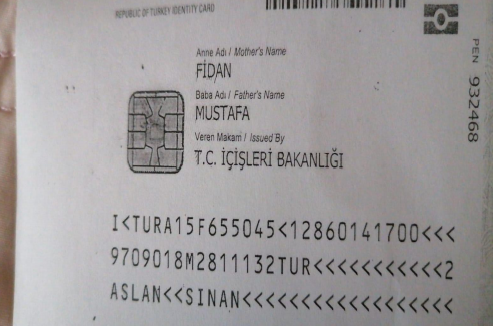 REPUBLIC OF TURKEY IDENTITY CARD
Anne Adı / Mother's Name
FİDAN
Baba Adı / Father's Name
MUSTAFA
Veren Makam / Issued By
T.C. İÇİŞLERİ BAKANLIĞI
PEN 932468
I<TURA15F655045<12860141700<<<
9709018M2811132TUR<<<<<<<<<<<2
ASLAN<<SINAN<<<<<<<<<<<<<<<<<<